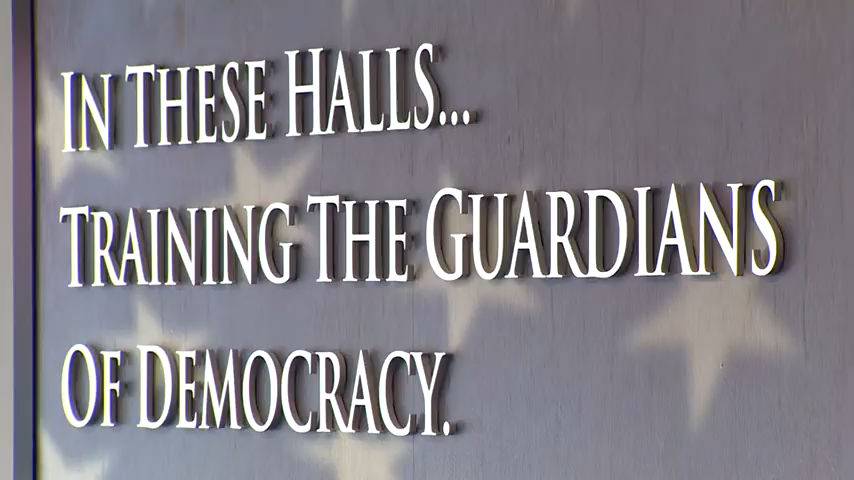 In These Halls...
Training The Guardians
Of Democracy.